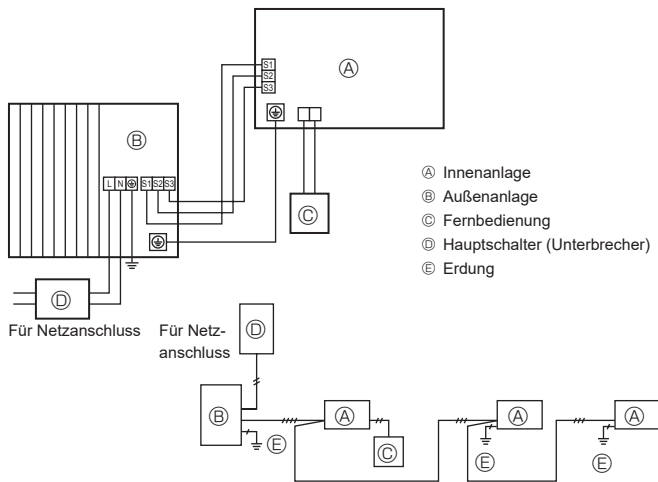 S1
S2
S3
Ⓐ
Ⓑ
L N S1 S2 S3
Ⓒ
Ⓐ Innenanlage
Ⓑ Außenanlage
Ⓒ Fernbedienung
Ⓓ Hauptschalter (Unterbrecher)
Ⓔ Erdung
Ⓓ
Für Netzanschluss
Für Netz-
anschluss
Ⓓ
Ⓑ
Ⓔ
Ⓐ
Ⓒ
Ⓐ
Ⓔ
Ⓐ
Ⓔ